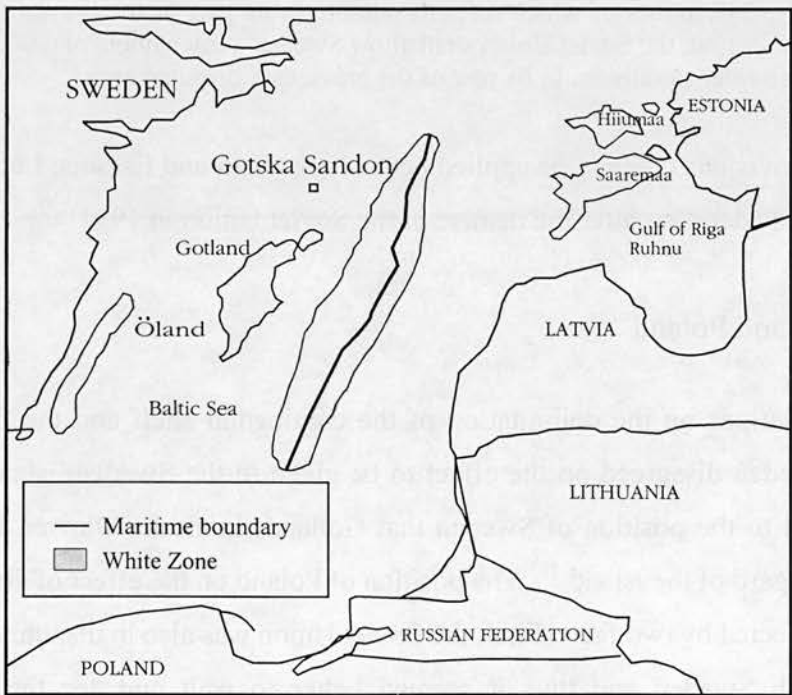 SWEDEN
ESTONIA
Hiiumaa
Gotska Sandon
Saaremaa
Gulf of Riga
Ruhnu
Gotland
Öland
LATVIA
Baltic Sea
LITHUANIA
Maritime boundary
White Zone
RUSSIAN FEDERATION
POLAND